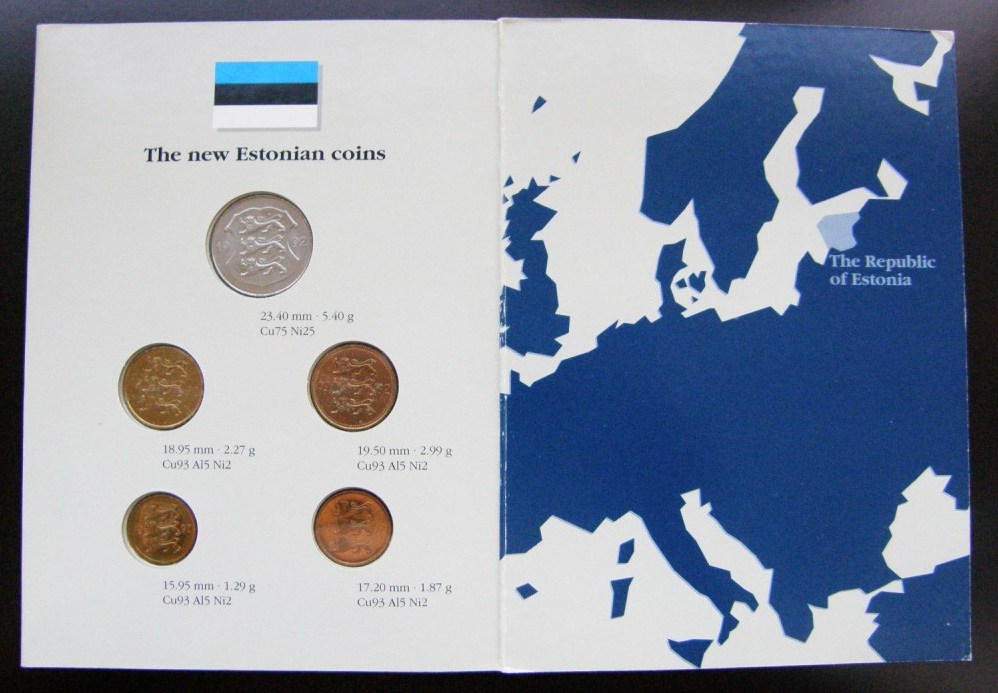 The new Estonian coins
1992
23.40 mm · 5.40 g
Cu75 Ni25
18.95 mm · 2.27 g
Cu93 Al5 Ni2
19.50 mm · 2.99 g
Cu93 Al5 Ni2
15.95 mm · 1.29 g
Cu93 Al5 Ni2
17.20 mm · 1.87 g
Cu93 Al5 Ni2
The Republic
of Estonia